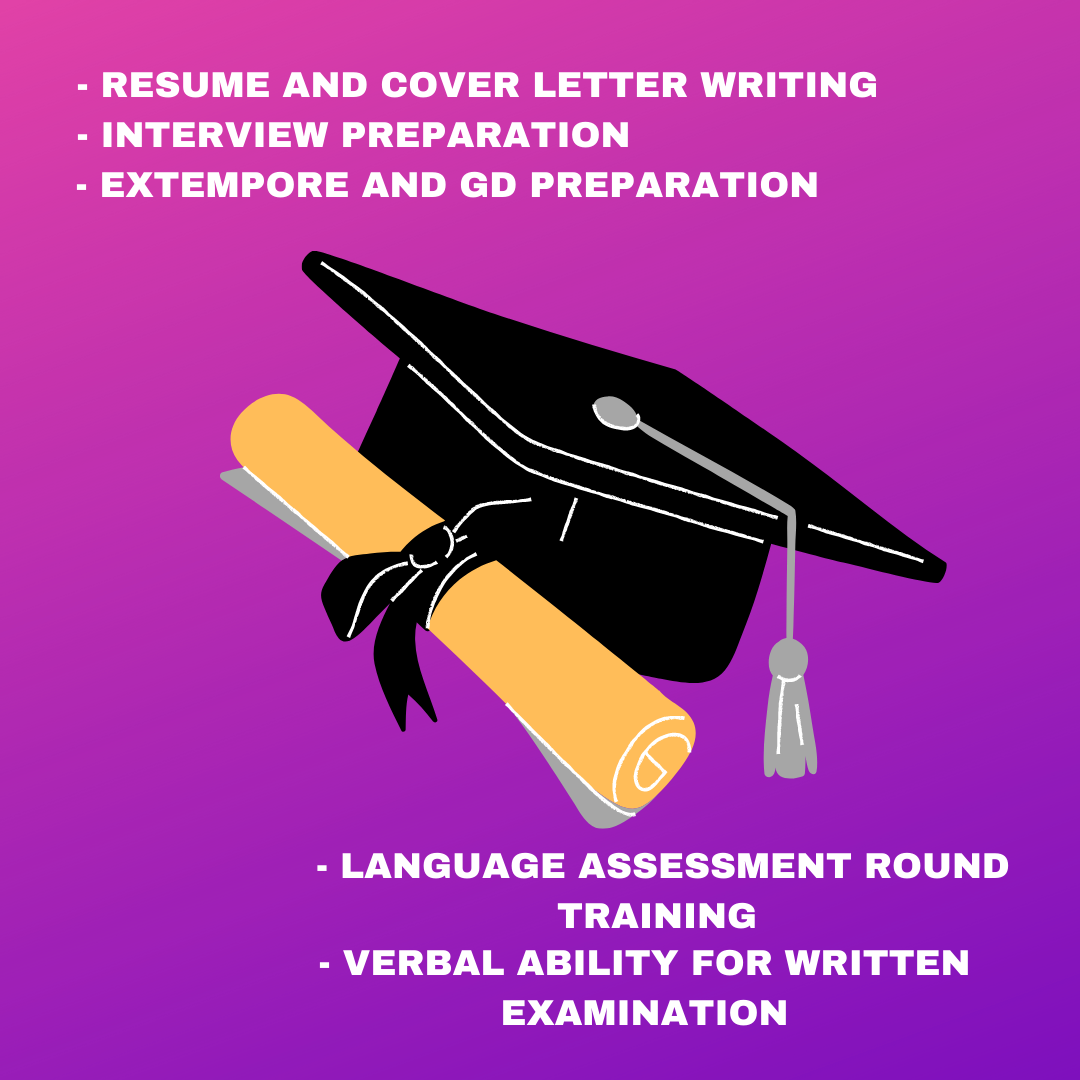 - RESUME AND COVER LETTER WRITING
- INTERVIEW PREPARATION
- EXTEMPORE AND GD PREPARATION
- LANGUAGE ASSESSMENT ROUND
TRAINING
- VERBAL ABILITY FOR WRITTEN
EXAMINATION